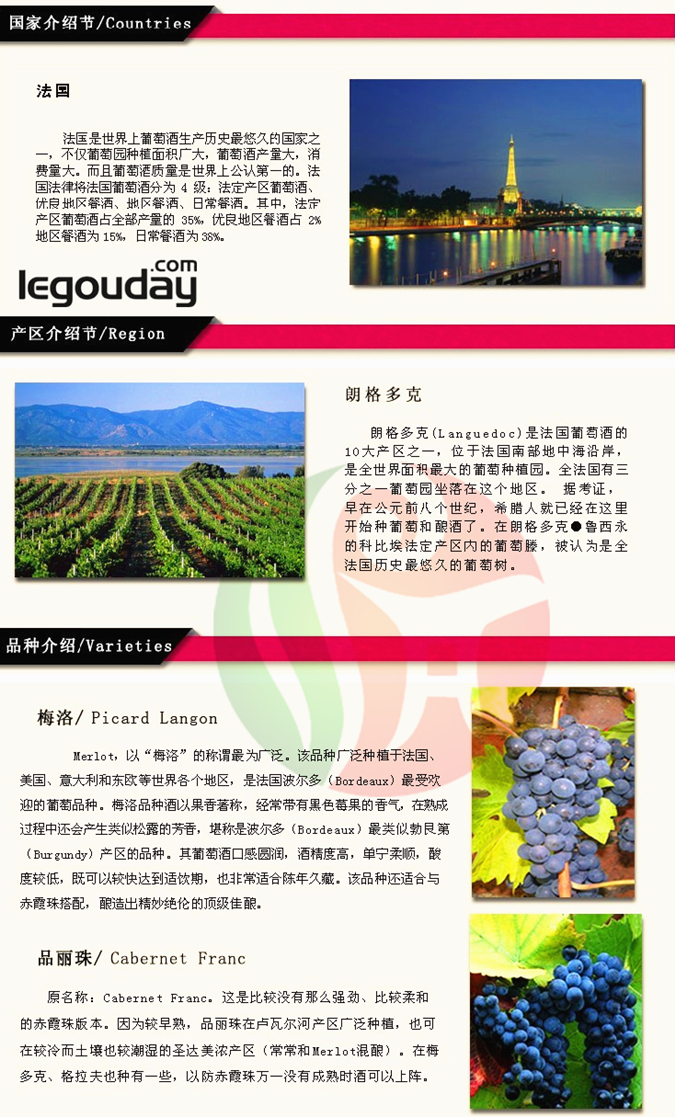 国家介绍节/Countries
法国
法国是世界上葡萄酒生产历史最悠久的国家之
一，不仅葡萄园种植面积广大，葡萄酒产量大，消
费量大。而且葡萄酒质量是世界上公认第一的。法
国法律将法国葡萄酒分为 4 级：法定产区葡萄酒、
优良地区餐酒、地区餐酒、日常餐酒。其中，法定
产区葡萄酒占全部产量的 35%，优良地区餐酒占 2%
地区餐酒为 15%，日常餐酒为 38%。
legouday.com
产区介绍节/Region
朗格多克
朗格多克(Languedoc)是法国葡萄酒的
10大产区之一，位于法国南部地中海沿岸，
是全世界面积最大的葡萄种植园。全法国有三
分之一葡萄园坐落在这个地区。 据考证，
早在公元前八个世纪，希腊人就已经在这里
开始种葡萄和酿酒了。在朗格多克●鲁西永
的科比埃法定产区内的葡萄滕，被认为是全
法国历史最悠久的葡萄树。
品种介绍/Varieties
梅洛/ Picard Langon
Merlot，以“梅洛”的称谓最为广泛。该品种广泛种植于法国、
美国、意大利和东欧等世界各个地区，是法国波尔多（Bordeaux）最受欢
迎的葡萄品种。梅洛品种酒以果香著称，经常带有黑色莓果的香气，在熟成
过程中还会产生类似松露的芳香，堪称是波尔多（Bordeaux）最类似勃艮第
（Burgundy）产区的品种。其葡萄酒口感圆润，酒精度高，单宁柔顺，酸
度较低，既可以较快达到适饮期，也非常适合陈年久藏。该品种还适合与
赤霞珠搭配，酿造出精妙绝伦的顶级佳酿。
品丽珠/ Cabernet Franc
原名称：Cabernet Franc。这是比较没有那么强劲、比较柔和
的赤霞珠版本。因为较早熟，品丽珠在卢瓦尔河产区广泛种植，也可
在较冷而土壤也较潮湿的圣达美浓产区（常常和Merlot混酿）。在梅
多克、格拉夫也种有一些，以防赤霞珠万一没有成熟时酒可以上阵。